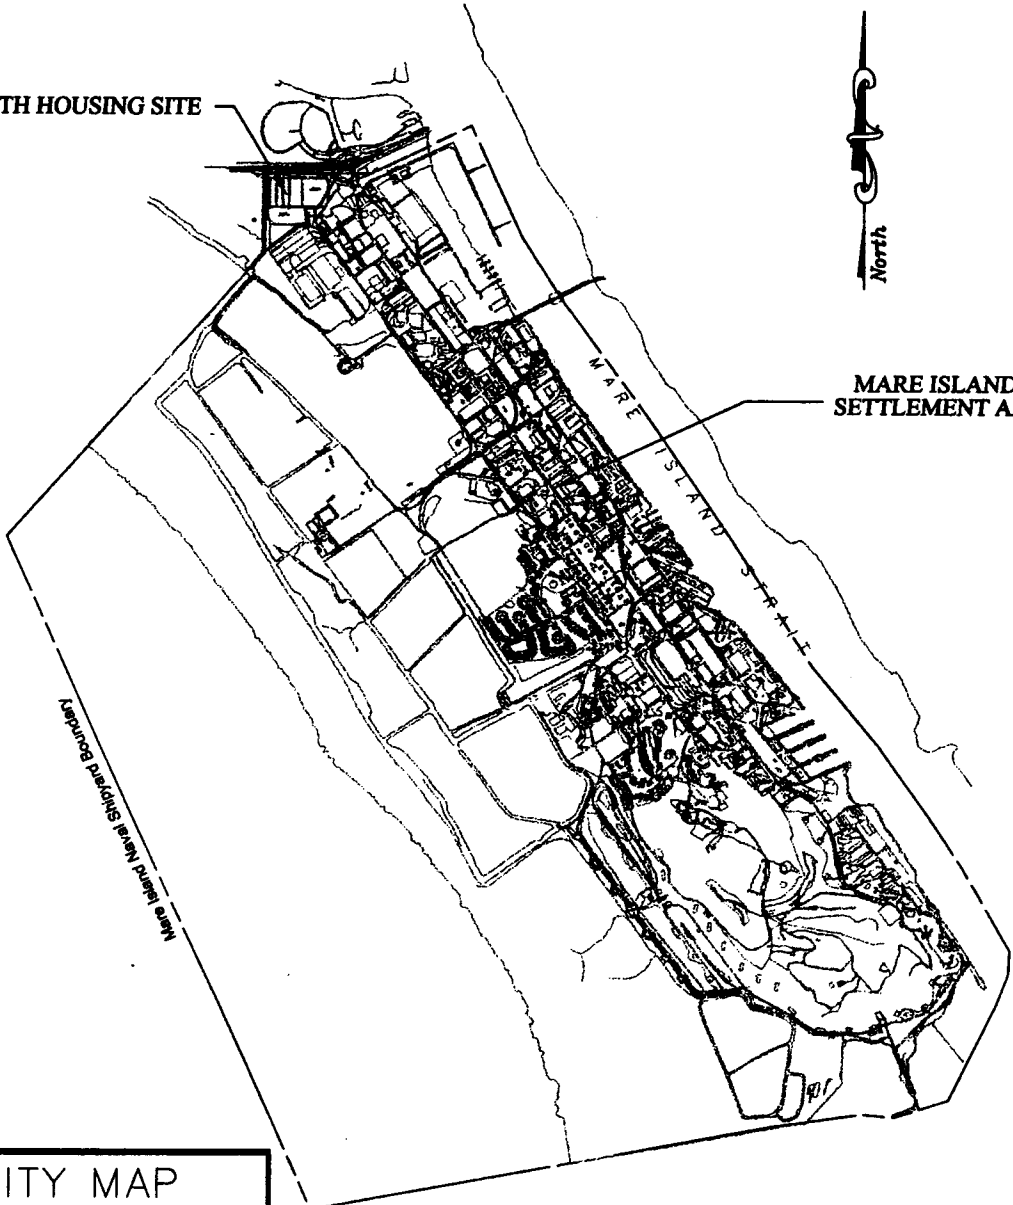 TH HOUSING SITE
North
MARE ISLAND
SETTLEMENT A
MARE ISLAND STRAIT
Mare Island Naval Shipyard Boundary
ITY MAP